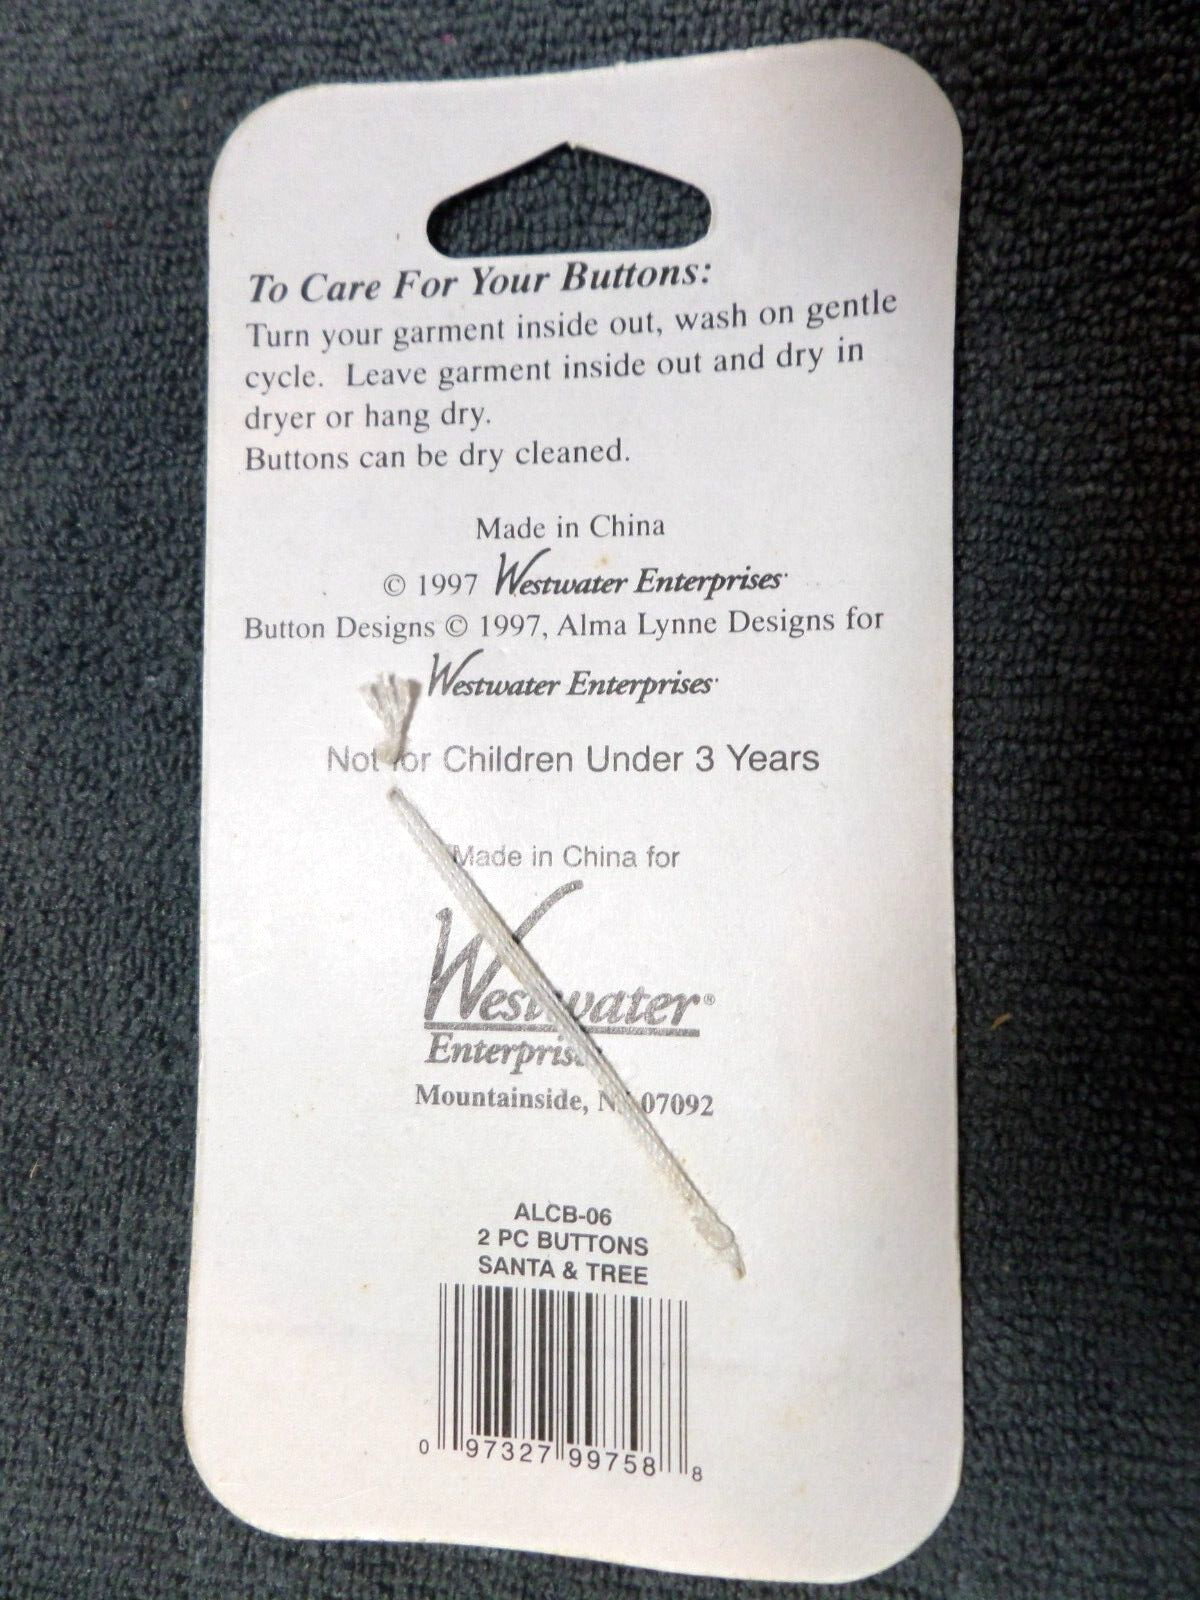 To Care For Your Buttons:
Turn your garment inside out, wash on gentle
cycle. Leave garment inside out and dry in
dryer or hang dry.
Buttons can be dry cleaned.
Made in China
© 1997 Westwater Enterprises
Button Designs © 1997, Alma Lynne Designs for
Westwater Enterprises
Not for Children Under 3 Years
Made in China for
Westwater®
Enterprises
Mountainside, NJ 07092
ALCB-06
2 PC BUTTONS
SANTA & TREE
0 97327 99758 8